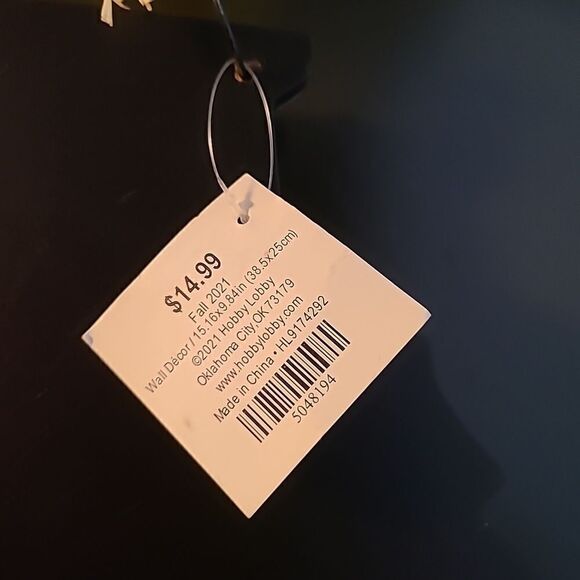 $14.99
Fall 2021
Wall Décor / 15.16x9.84in (38.5x25cm)
©2021 Hobby Lobby
Oklahoma City,OK 73179
www.hobbylobby.com
Made in China • HL9174292
5048194